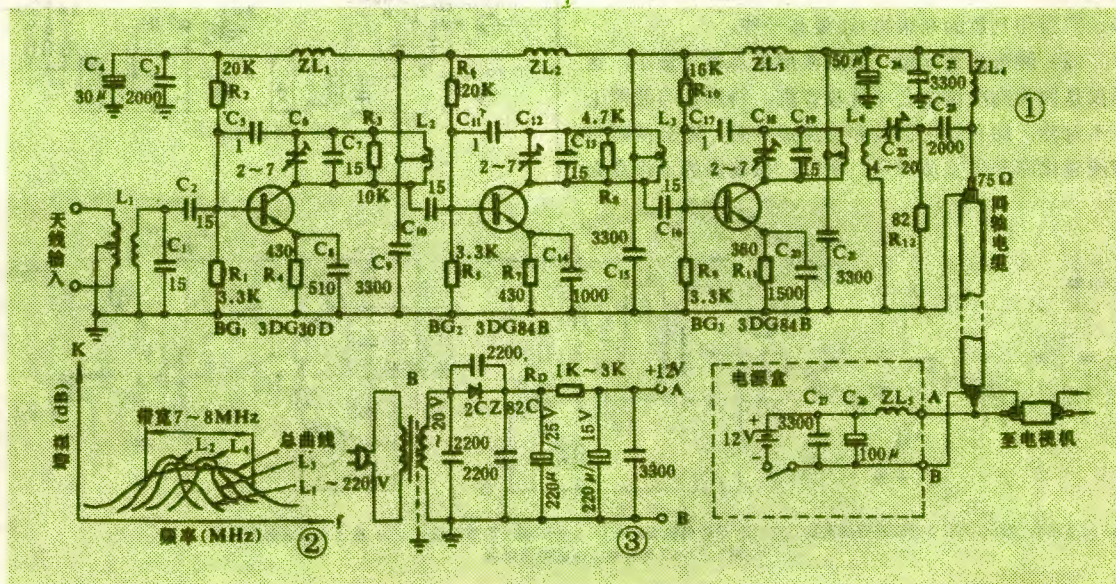 C₄
30μ
C₃
2000
20K
R₂
ZL₁
R₆
20K
ZL₂
16K
R₁₀
ZL₃
50μ
C₂₄
C₂₅
3300
ZL₄
①
C₅
1
C₆
2~7
C₇
15
R₃
10K
L₂
C₁₁
1
C₁₂
2~7
C₁₃
15
4.7K
R₈
L₃
C₁₇
1
C₁₈
2~7
C₁₉
15
L₄
C₂₂
4~20
C₂₃
2000
75Ω
同轴电缆
天线输入
L₁
C₂
15
C₁
15
R₁
3.3K
430
R₄
C₈
510
C₉
3300
15
C₁₀
3.3K
R₅
R₇
430
C₁₄
1000
3300
C₁₅
15
C₁₆
R₉
3.3K
360
R₁₁
1500
C₂₀
C₂₁
3300
82
R₁₂
BG₁ 3DG30D
BG₂ 3DG84B
BG₃ 3DG84B
K
增益(dB)
带宽7~8MHz
L₂
L₄
总曲线
L₃
L₁
频率(MHz)
f
②
~220V
B
~20V
2200
2CZ82C
R_D
1K~3K
+12V
A
2200
2200
220μ/25V
220μ/15V
3300
B
③
电源盒
12V
+
-
3300
C₂₇
C₂₆
100μ
ZL₅
A
B
至电视机